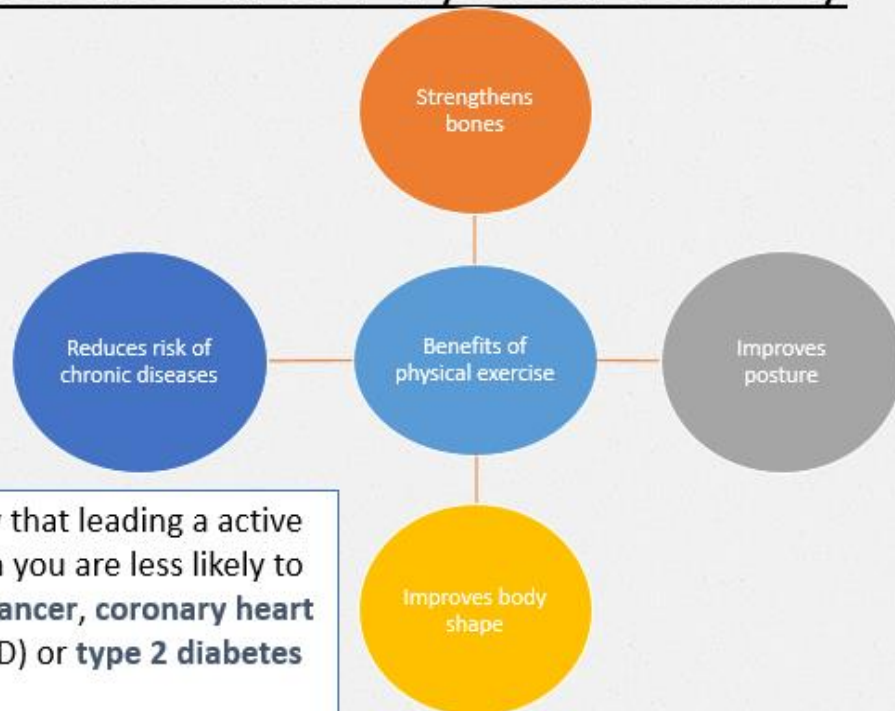 Strengthens
bones
Reduces risk of
chronic diseases
Benefits of
physical exercise
Improves
posture
that leading a active
you are less likely to
coronary heart
or type 2 diabetes
Improves body
shape